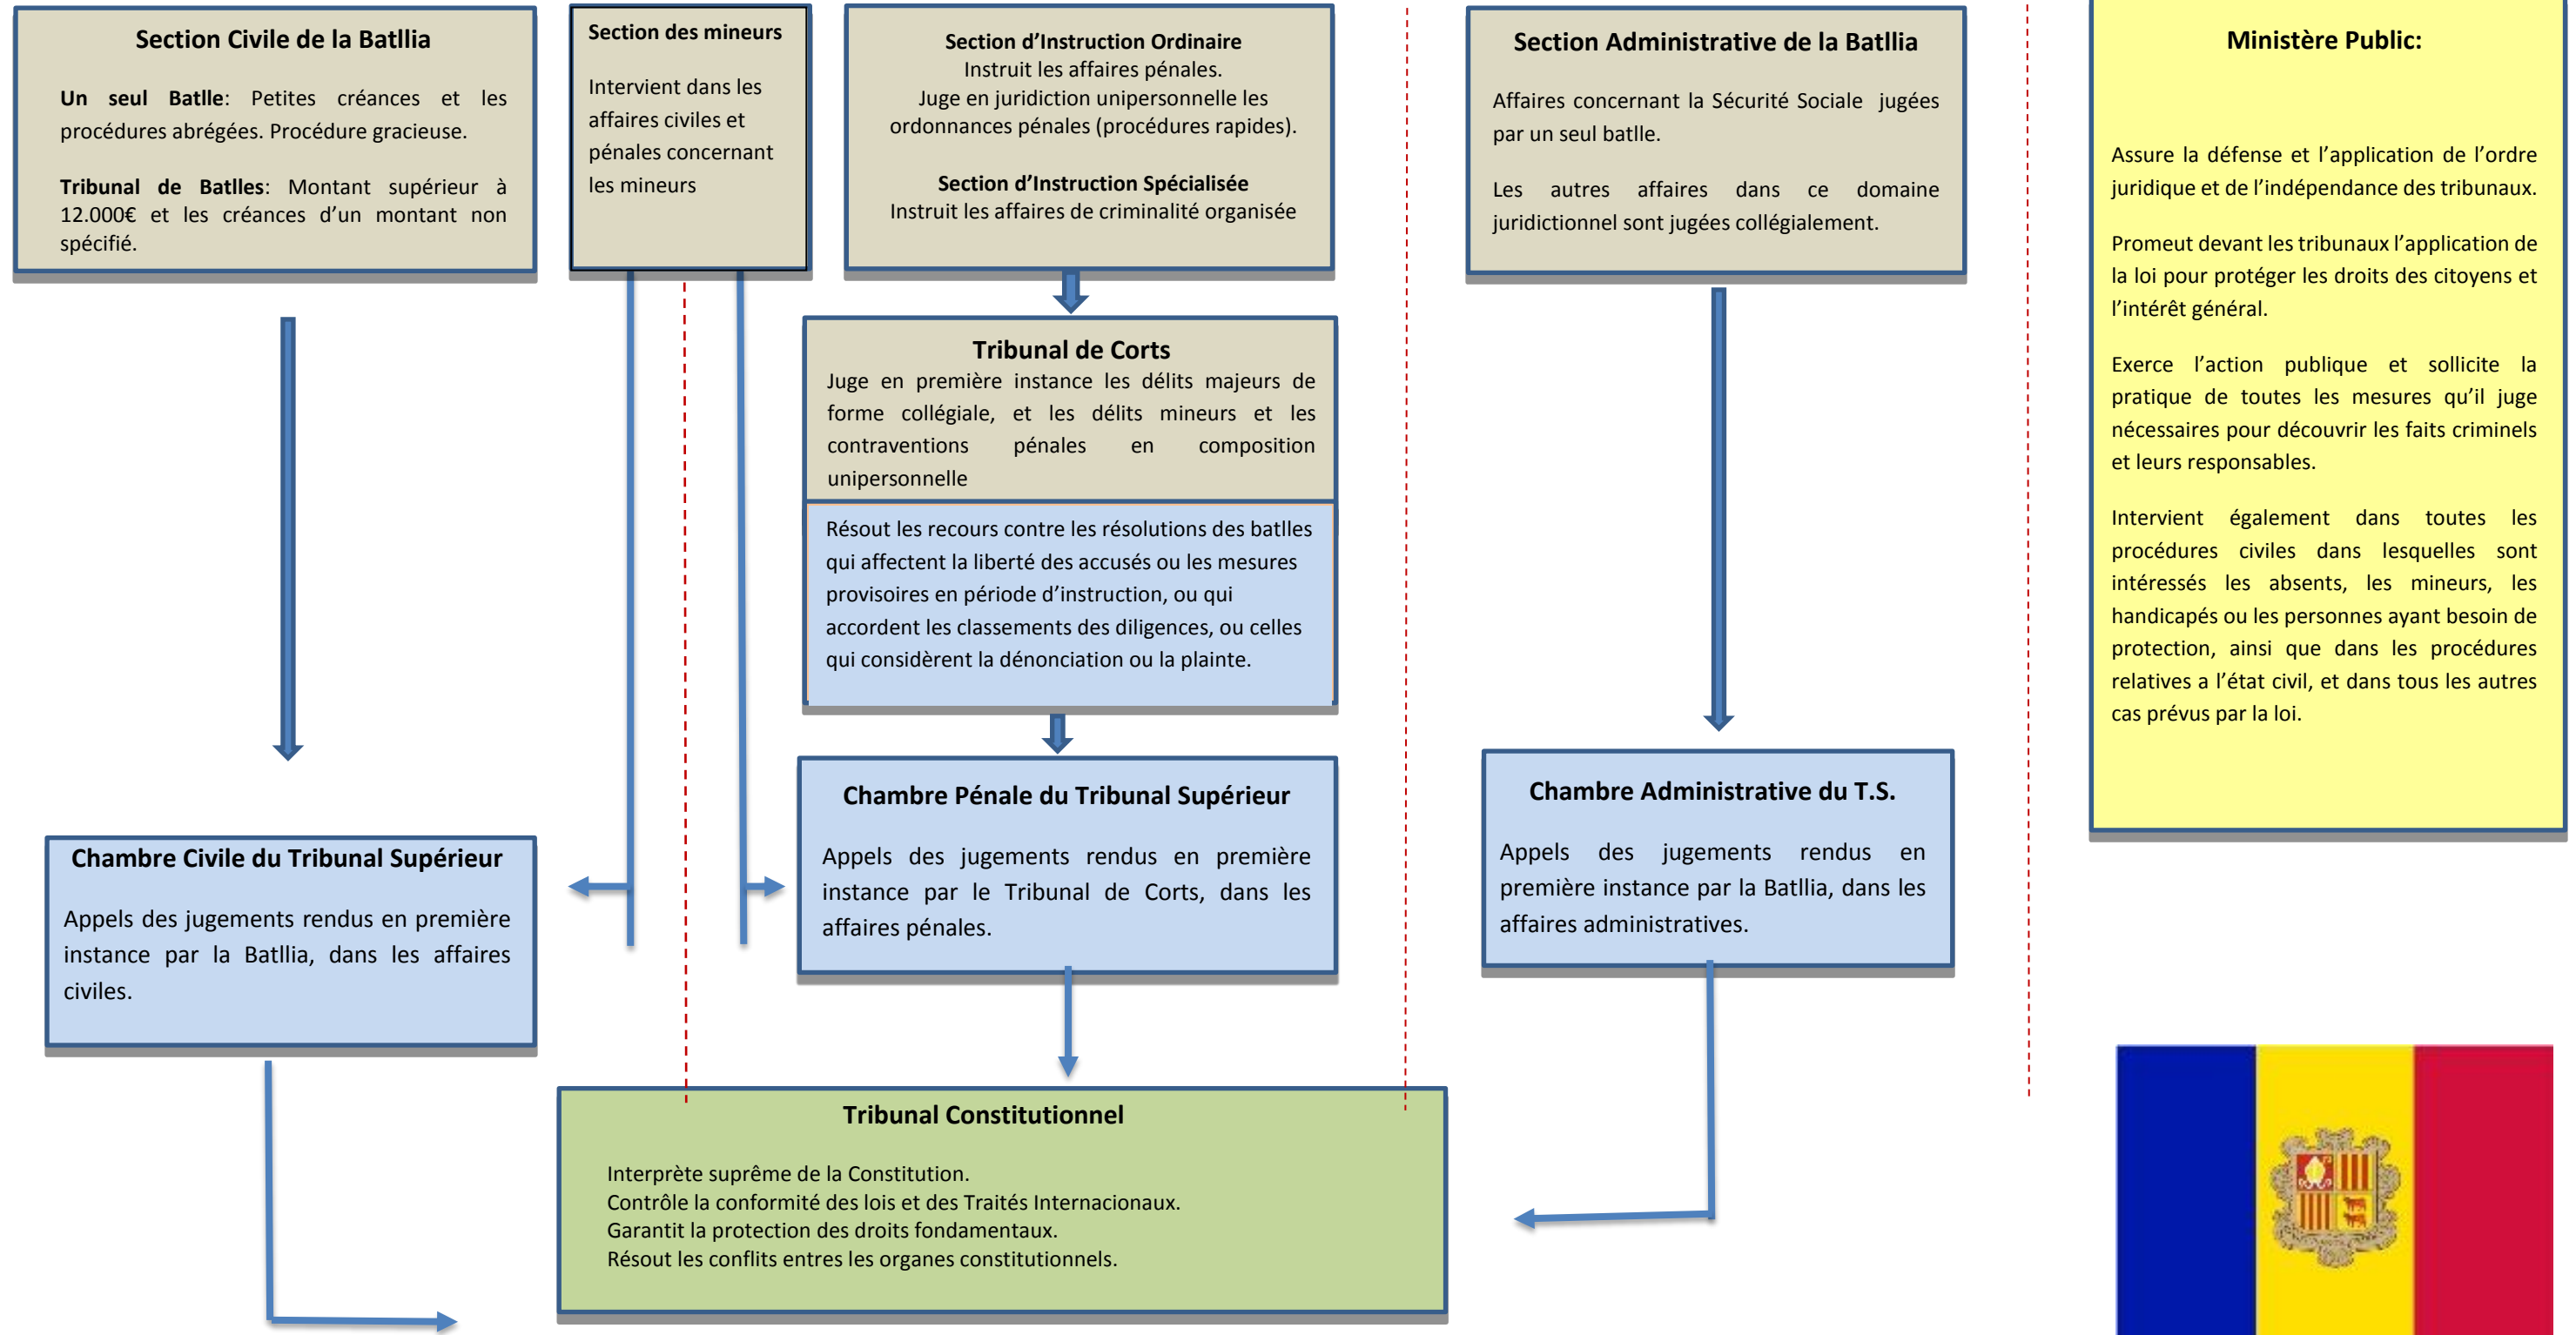 Section Civile de la Batllia
Un seul Batlle: Petites créances et les
procédures abrégées. Procédure gracieuse.
Tribunal de Batlles: Montant supérieur à
12.000€ et les créances d’un montant non
spécifié.
Section des mineurs
Intervient dans les
affaires civiles et
pénales concernant
les mineurs
Section d’Instruction Ordinaire
Instruit les affaires pénales.
Juge en juridiction unipersonnelle les
ordonnances pénales (procédures rapides).
Section d’Instruction Spécialisée
Instruit les affaires de criminalité organisée
Section Administrative de la Batllia
Affaires concernant la Sécurité Sociale jugées
par un seul batlle.
Les autres affaires dans ce domaine
juridictionnel sont jugées collégialement.
Ministère Public:
Assure la défense et l’application de l’ordre
juridique et de l’indépendance des tribunaux.
Promeut devant les tribunaux l’application de
la loi pour protéger les droits des citoyens et
l’intérêt général.
Exerce l’action publique et sollicite la
pratique de toutes les mesures qu’il juge
nécessaires pour découvrir les faits criminels
et leurs responsables.
Intervient également dans toutes les
procédures civiles dans lesquelles sont
intéressés les absents, les mineurs, les
handicapés ou les personnes ayant besoin de
protection, ainsi que dans les procédures
relatives a l’état civil, et dans tous les autres
cas prévus par la loi.
Tribunal de Corts
Juge en première instance les délits majeurs de
forme collégiale, et les délits mineurs et les
contraventions pénales en composition
unipersonnelle
Résout les recours contre les résolutions des batlles
qui affectent la liberté des accusés ou les mesures
provisoires en période d’instruction, ou qui
accordent les classements des diligences, ou celles
qui considèrent la dénonciation ou la plainte.
Chambre Civile du Tribunal Supérieur
Appels des jugements rendus en première
instance par la Batllia, dans les affaires
civiles.
Chambre Pénale du Tribunal Supérieur
Appels des jugements rendus en première
instance par le Tribunal de Corts, dans les
affaires pénales.
Chambre Administrative du T.S.
Appels des jugements rendus en
première instance par la Batllia, dans les
affaires administratives.
Tribunal Constitutionnel
Interprète suprême de la Constitution.
Contrôle la conformité des lois et des Traités Internacionaux.
Garantit la protection des droits fondamentaux.
Résout les conflits entres les organes constitutionnels.